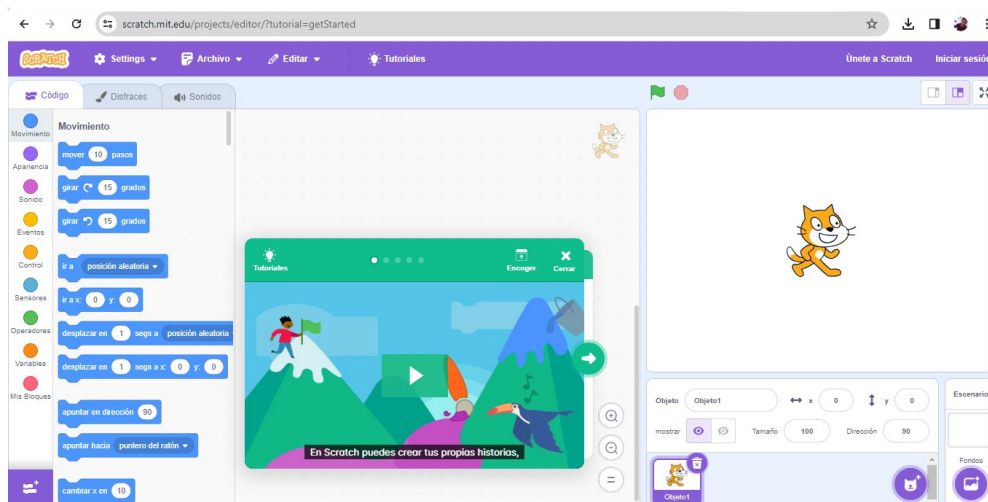 scratch.mit.edu/projects/editor/?tutorial=getStarted
SCRATCH Settings Archivo Editar Tutoriales Únete a Scratch Iniciar sesión
Código Disfraces Sonidos
Movimiento
Apariencia
Sonido
Eventos
Control
Sensores
Operadores
Variables
Mis Bloques
Movimiento
mover 10 pasos
girar 15 grados
girar 15 grados
ir a posición aleatoria
ir a x: 0 y: 0
desplazar en 1 segs a posición aleatoria
desplazar en 1 segs a x: 0 y: 0
apuntar en dirección 90
apuntar hacia puntero del ratón
cambiar x en 10
Tutoriales Encoger Cerrar
En Scratch puedes crear tus propias historias,
Objeto Objeto1 x 0 y 0
mostrar Tamaño 100 Dirección 90
Objeto1
Escenario
Fondos